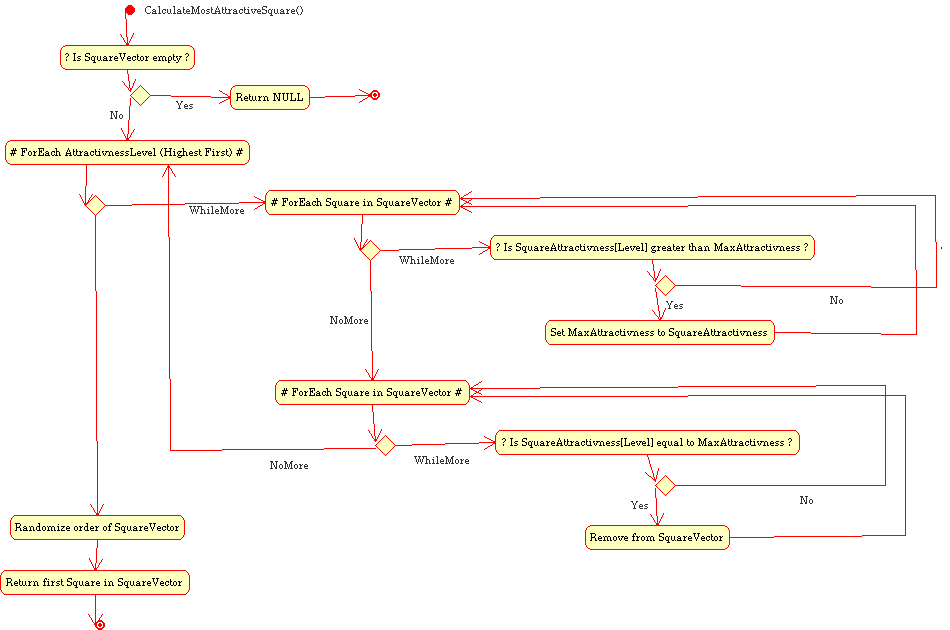 CalculateMostAttractiveSquare()
? Is SquareVector empty ?
Yes
Return NULL
No
# ForEach AttractivnessLevel (Highest First) #
WhileMore
# ForEach Square in SquareVector #
WhileMore
? Is SquareAttractivness[Level] greater than MaxAttractivness ?
Yes
No
NoMore
Set MaxAttractivness to SquareAttractivness
# ForEach Square in SquareVector #
NoMore
WhileMore
? Is SquareAttractivness[Level] equal to MaxAttractivness ?
Yes
No
Randomize order of SquareVector
Remove from SquareVector
Return first Square in SquareVector